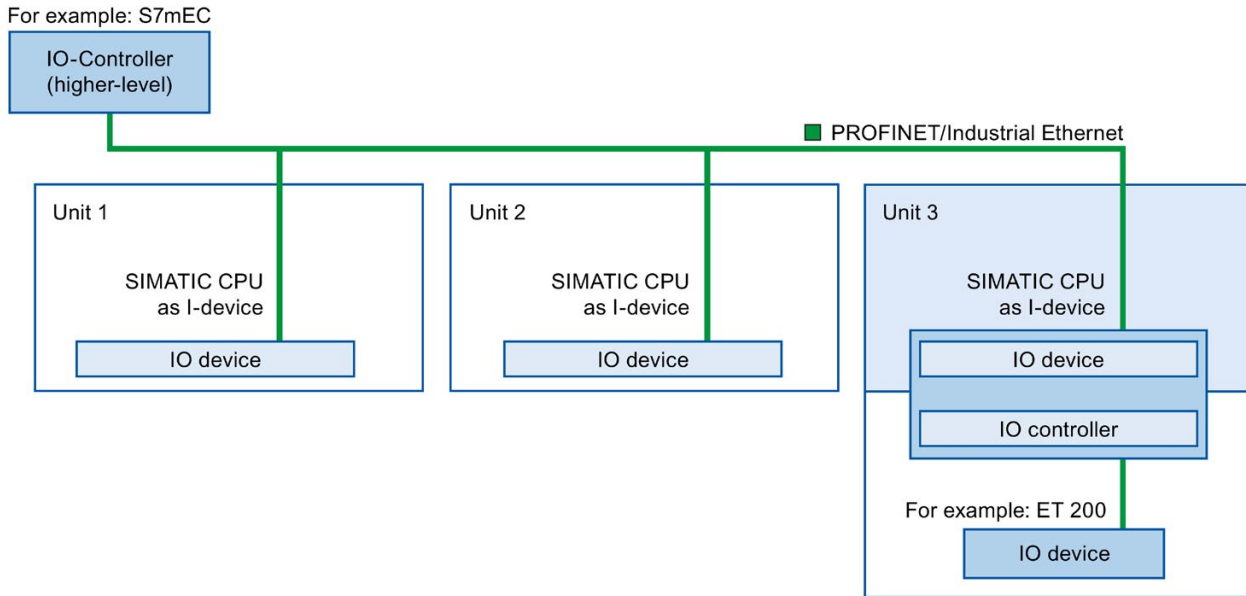 For example: S7mEC
IO-Controller
(higher-level)
PROFINET/Industrial Ethernet
Unit 1
SIMATIC CPU
as I-device
IO device
Unit 2
SIMATIC CPU
as I-device
IO device
Unit 3
SIMATIC CPU
as I-device
IO device
IO controller
For example: ET 200
IO device